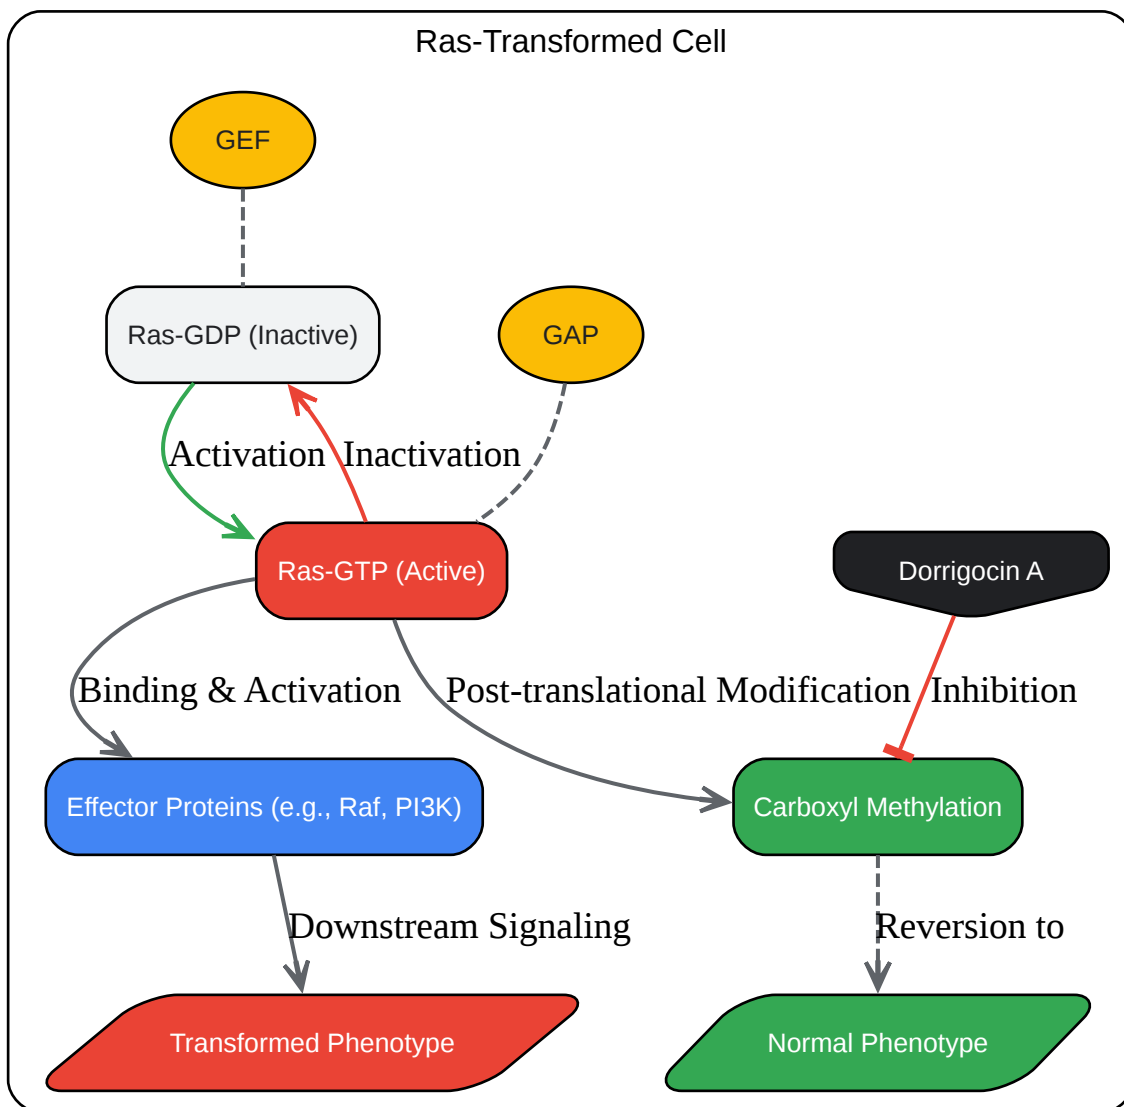 Ras-Transformed Cell
GEF
Ras-GDP (Inactive)
GAP
Activation
Inactivation
Ras-GTP (Active)
Dorrigocin A
Binding & Activation
Post-translational Modification
Inhibition
Effector Proteins (e.g., Raf, PI3K)
Carboxyl Methylation
Downstream Signaling
Reversion to
Transformed Phenotype
Normal Phenotype